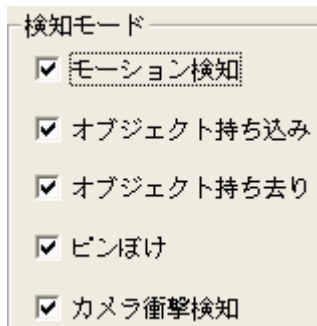 検知モード
モーション検知
オブジェクト持ち込み
オブジェクト持ち去り
ピンぼけ
カメラ衝撃検知